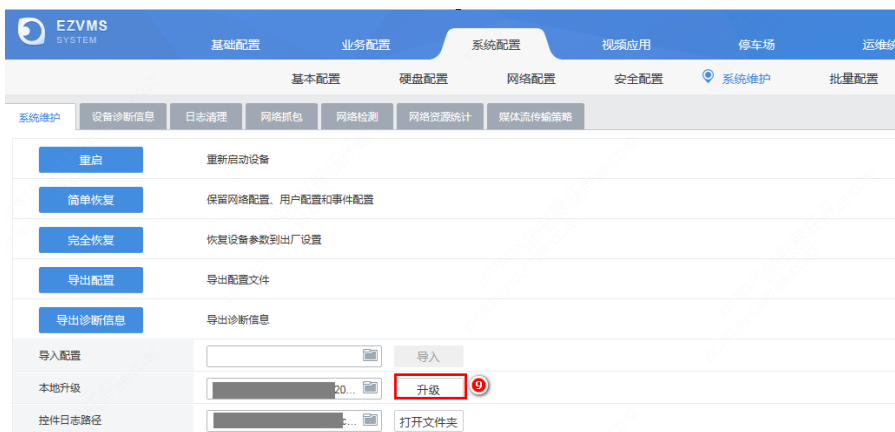 EZVMS
SYSTEM
基础配置 业务配置 系统配置 视频应用 停车场 运维统
基本配置 硬盘配置 网络配置 安全配置 系统维护 批量配置
系统维护 设备诊断信息 日志清理 网络抓包 网络检测 网络资源统计 媒体流传输策略
重启 重新启动设备
简单恢复 保留网络配置、用户配置和事件配置
完全恢复 恢复设备参数到出厂设置
导出配置 导出配置文件
导出诊断信息 导出诊断信息
导入配置 导入
本地升级 20... 升级 9
控件日志路径 c... 打开文件夹